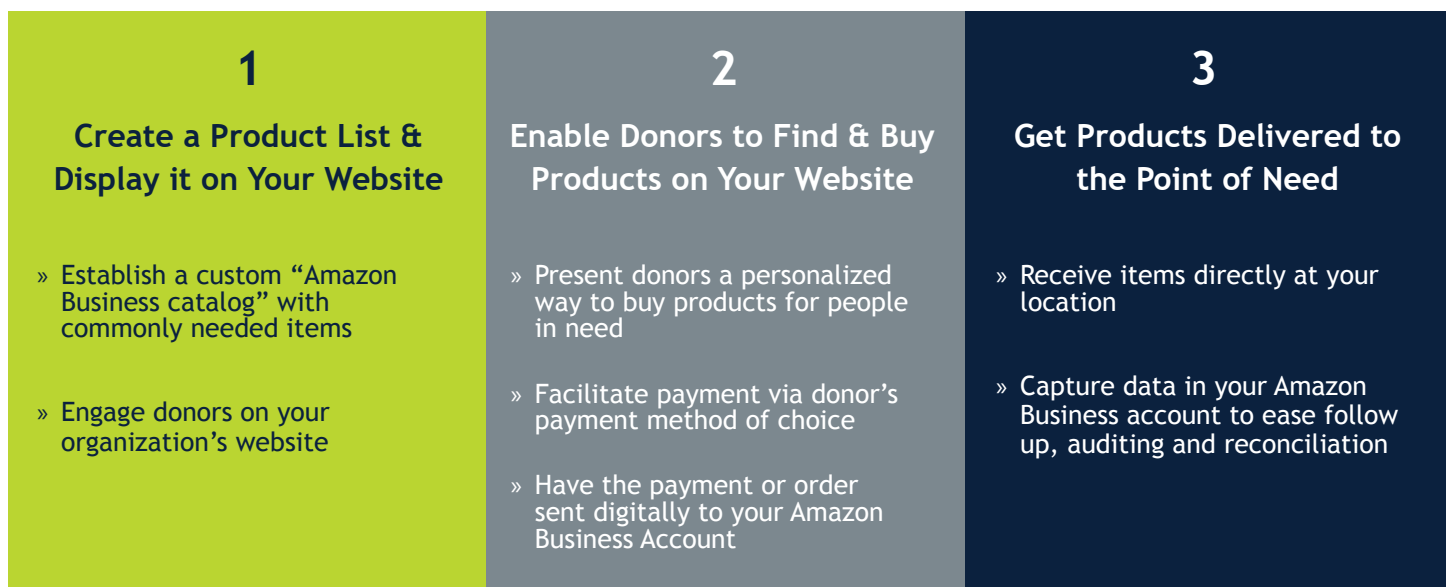 1
Create a Product List &
Display it on Your Website
» Establish a custom “Amazon
Business catalog” with
commonly needed items
» Engage donors on your
organization’s website
2
Enable Donors to Find & Buy
Products on Your Website
» Present donors a personalized
way to buy products for people
in need
» Facilitate payment via donor’s
payment method of choice
» Have the payment or order
sent digitally to your Amazon
Business Account
3
Get Products Delivered to
the Point of Need
» Receive items directly at your
location
» Capture data in your Amazon
Business account to ease follow
up, auditing and reconciliation